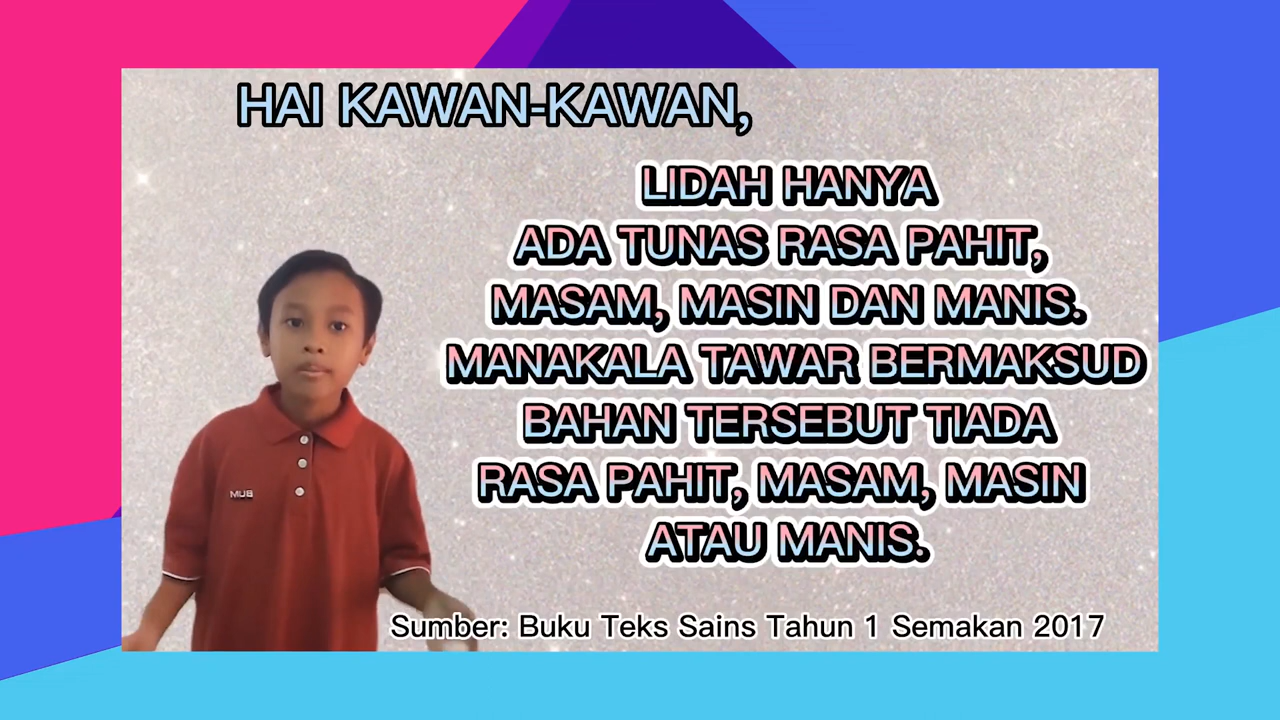 HAI KAWAN-KAWAN,
LIDAH HANYA
ADA TUNAS RASA PAHIT,
MASAM, MASIN DAN MANIS.
MANAKALA TAWAR BERMAKSUD
BAHAN TERSEBUT TIADA
RASA PAHIT, MASAM, MASIN
ATAU MANIS.
MUB
Sumber: Buku Teks Sains Tahun 1 Semakan 2017